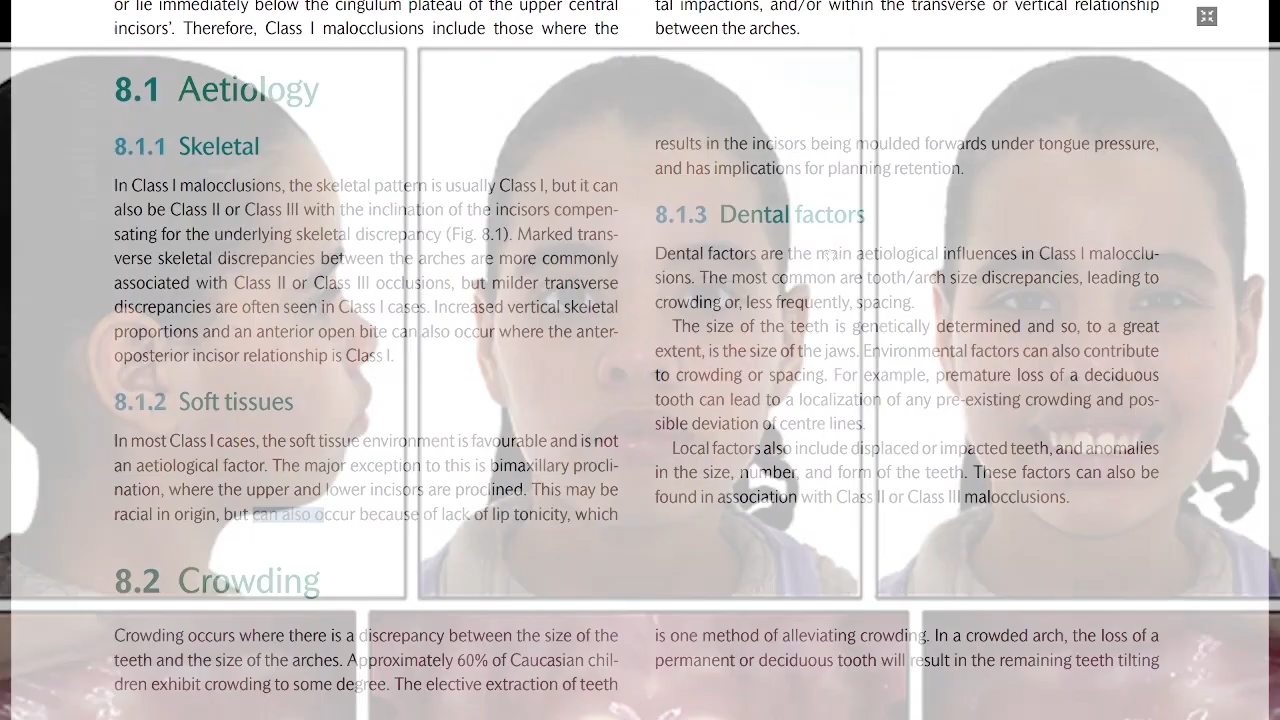 or lie immediately below the cingulum plateau of the upper central
incisors'. Therefore, Class I malocclusions include those where the
tal impactions, and/or within the transverse or vertical relationship
between the arches.
8.1 Aetiology
8.1.1 Skeletal
In Class I malocclusions, the skeletal pattern is usually Class I, but it can
also be Class II or Class III with the inclination of the incisors compen-
sating for the underlying skeletal discrepancy (Fig. 8.1). Marked trans-
verse skeletal discrepancies between the arches are more commonly
associated with Class II or Class III occlusions, but milder transverse
discrepancies are often seen in Class I cases. Increased vertical skeletal
proportions and an anterior open bite can also occur where the anter-
oposterior incisor relationship is Class I.
8.1.2 Soft tissues
In most Class I cases, the soft tissue environment is favourable and is not
an aetiological factor. The major exception to this is bimaxillary procli-
nation, where the upper and lower incisors are proclined. This may be
racial in origin, but can also occur because of lack of lip tonicity, which
results in the incisors being moulded forwards under tongue pressure,
and has implications for planning retention.
8.1.3 Dental factors
Dental factors are the main aetiological influences in Class I malocclu-
sions. The most common are tooth/arch size discrepancies, leading to
crowding or, less frequently, spacing.
The size of the teeth is genetically determined and so, to a great
extent, is the size of the jaws. Environmental factors can also contribute
to crowding or spacing. For example, premature loss of a deciduous
tooth can lead to a localization of any pre-existing crowding and pos-
sible deviation of centre lines.
Local factors also include displaced or impacted teeth, and anomalies
in the size, number, and form of the teeth. These factors can also be
found in association with Class II or Class III malocclusions.
8.2 Crowding
Crowding occurs where there is a discrepancy between the size of the
teeth and the size of the arches. Approximately 60% of Caucasian chil-
dren exhibit crowding to some degree. The elective extraction of teeth
is one method of alleviating crowding. In a crowded arch, the loss of a
permanent or deciduous tooth will result in the remaining teeth tilting